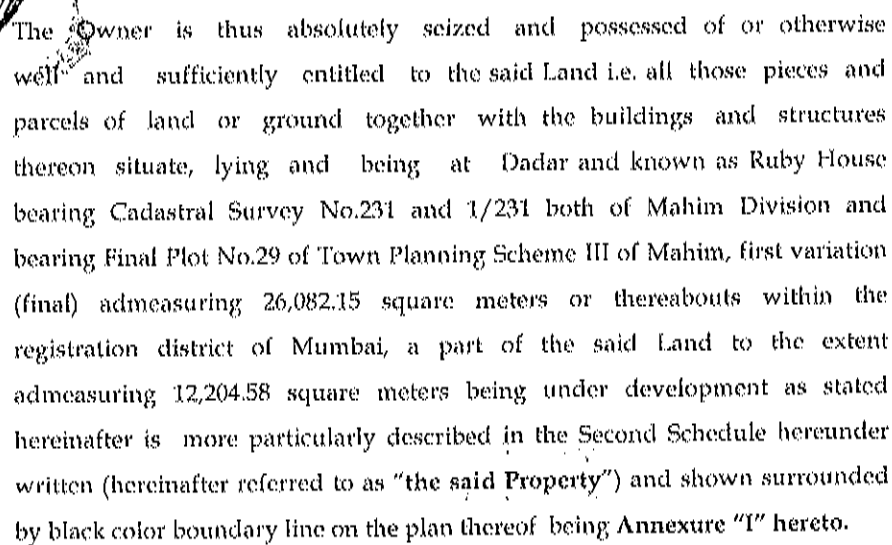 The Owner is thus absolutely seized and possessed of or otherwise
well and sufficiently entitled to the said Land i.e. all those pieces and
parcels of land or ground together with the buildings and structures
thereon situate, lying and being at Dadar and known as Ruby House
bearing Cadastral Survey No.231 and 1/231 both of Mahim Division and
bearing Final Plot No.29 of Town Planning Scheme III of Mahim, first variation
(final) admeasuring 26,082.15 square meters or thereabouts within the
registration district of Mumbai, a part of the said Land to the extent
admeasuring 12,204.58 square meters being under development as stated
hereinafter is more particularly described in the Second Schedule hereunder
written (hereinafter referred to as "the said Property") and shown surrounded
by black color boundary line on the plan thereof being Annexure "I" hereto.